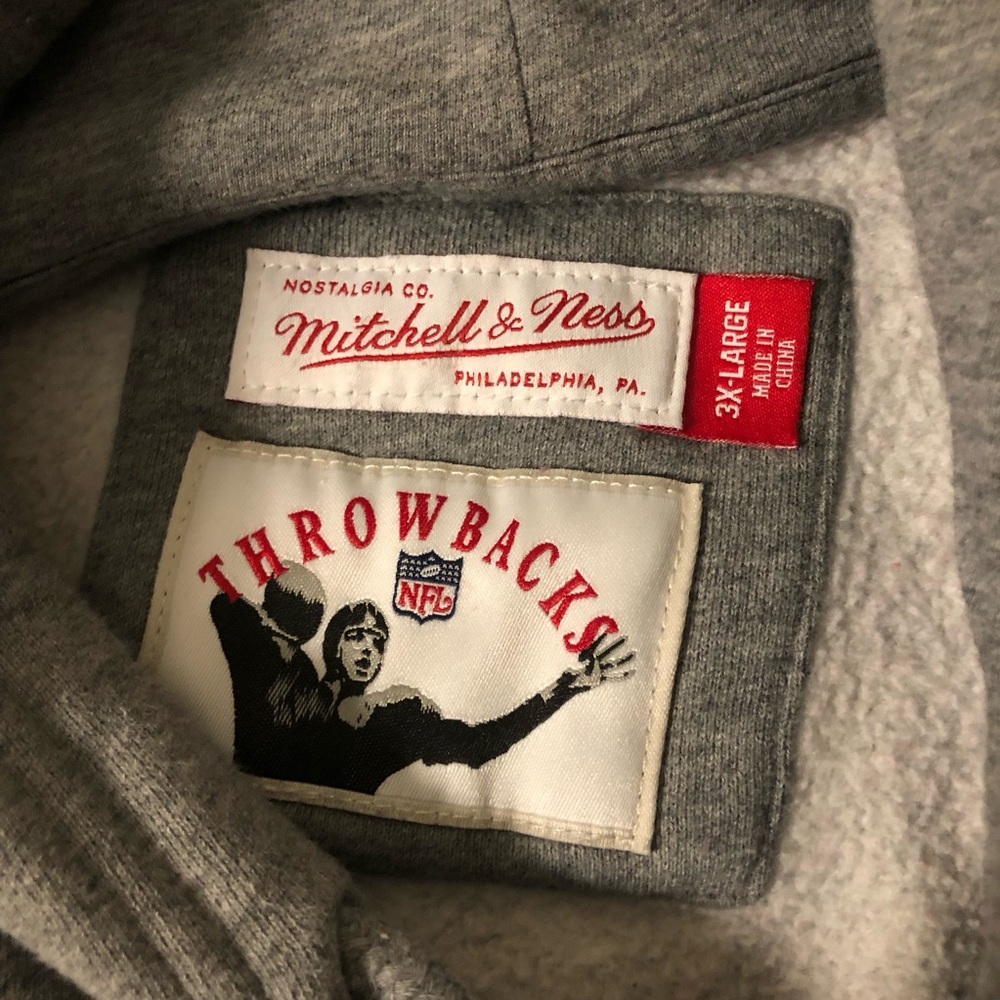 NOSTALGIA CO.
Mitchell & Ness
PHILADELPHIA, PA.
3X-LARGE
MADE IN
CHINA
THROWBACKS
NFL